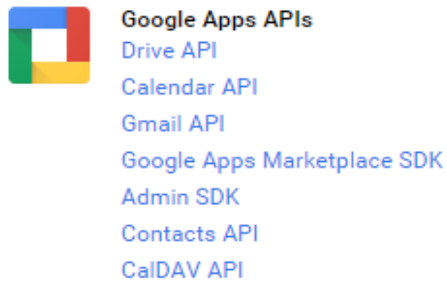 Google Apps APIs
Drive API
Calendar API
Gmail API
Google Apps Marketplace SDK
Admin SDK
Contacts API
CalDAV API